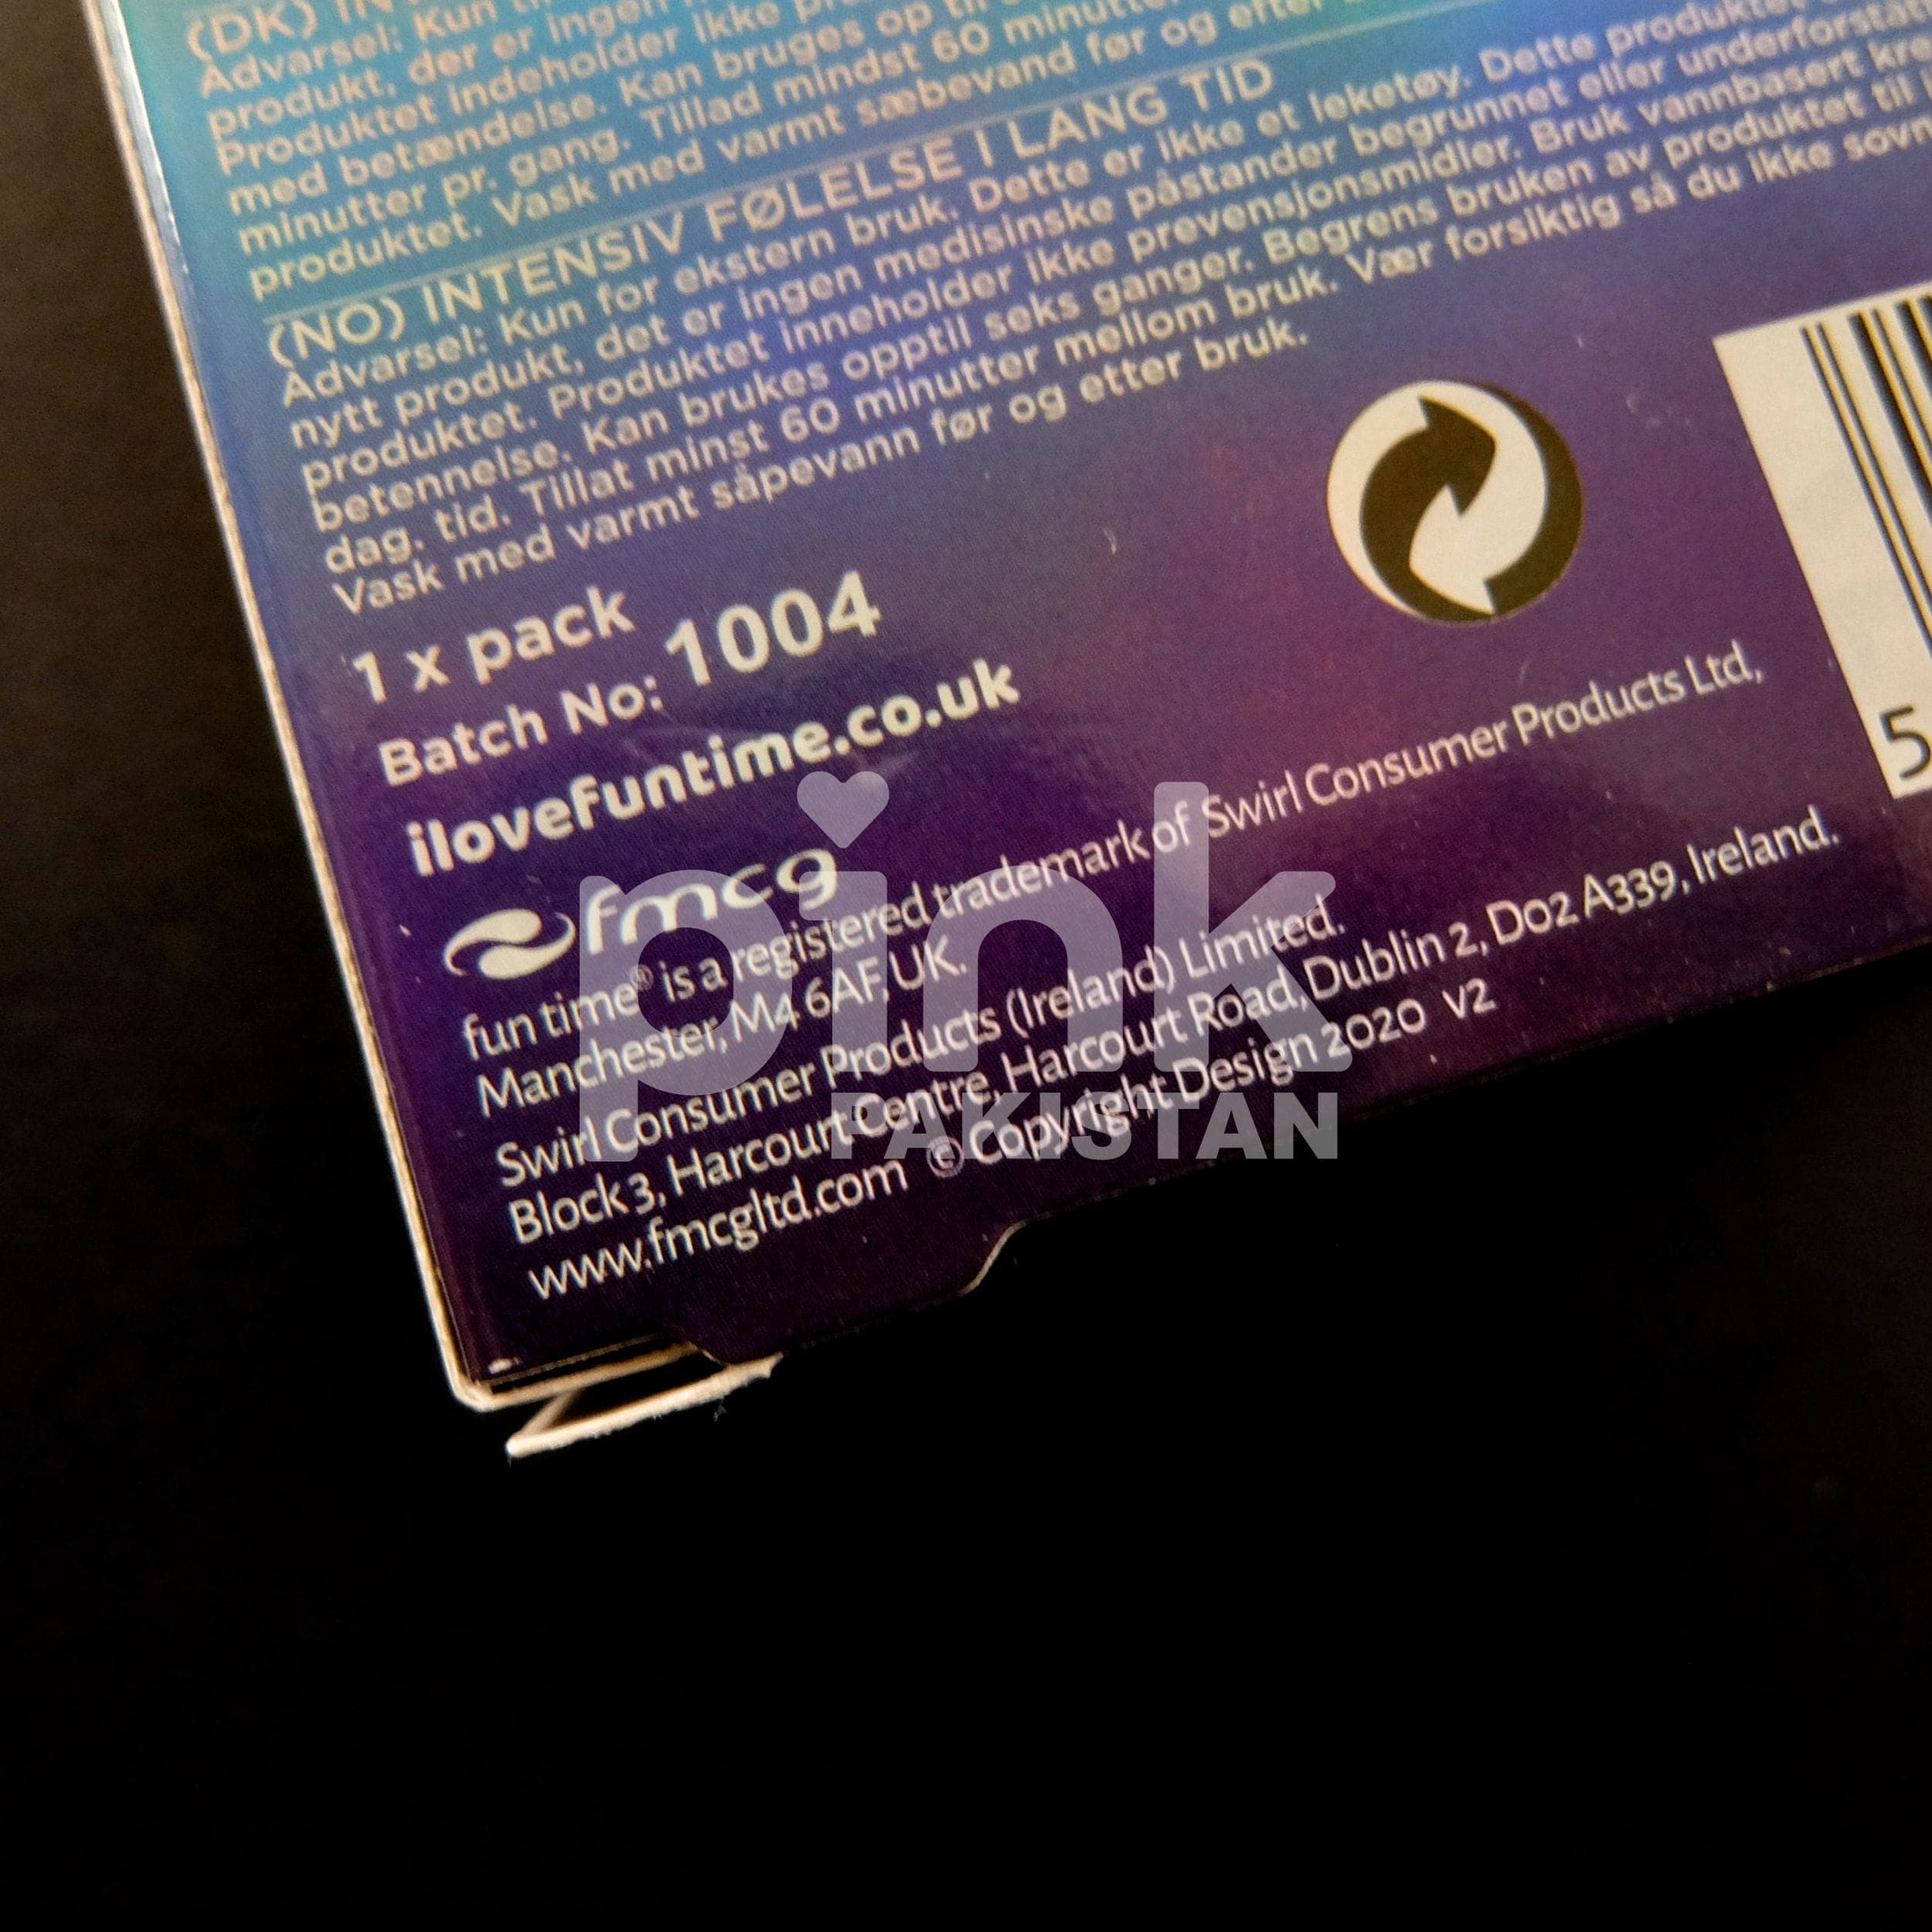 (DK) IN
Advarsel: Kun
produkt, der er ingen
Produktet indeholder ikke
med betændelse. Kan bruges op til
minutter pr. gang. Tillad mindst 60 minutter
produktet. Vask med varmt sæbevand før og efter
(NO) INTENSIV FØLELSE I LANG TID
Advarsel: Kun for ekstern bruk. Dette er ikke et leketøy. Dette produktet
nytt produkt, det er ingen medisinske påstander begrunnet eller underforstått
produktet. Produktet inneholder ikke prevensjonsmidler. Bruk vannbasert
betennelse. Kan brukes opptil seks ganger. Begrens bruken av produktet til
dag. tid. Tillat minst 60 minutter mellom bruk. Vær forsiktig så du ikke
Vask med varmt såpevann før og etter bruk.
1 x pack
Batch No: 1004
ilovefuntime.co.uk
fmcg
fun time® is a registered trademark of Swirl Consumer Products Ltd,
Manchester, M4 6AF, UK.
Swirl Consumer Products (Ireland) Limited.
Block 3, Harcourt Centre, Harcourt Road, Dublin 2, D02 A339, Ireland.
www.fmcgltd.com © Copyright Design 2020 V2
5
pink
PAKISTAN